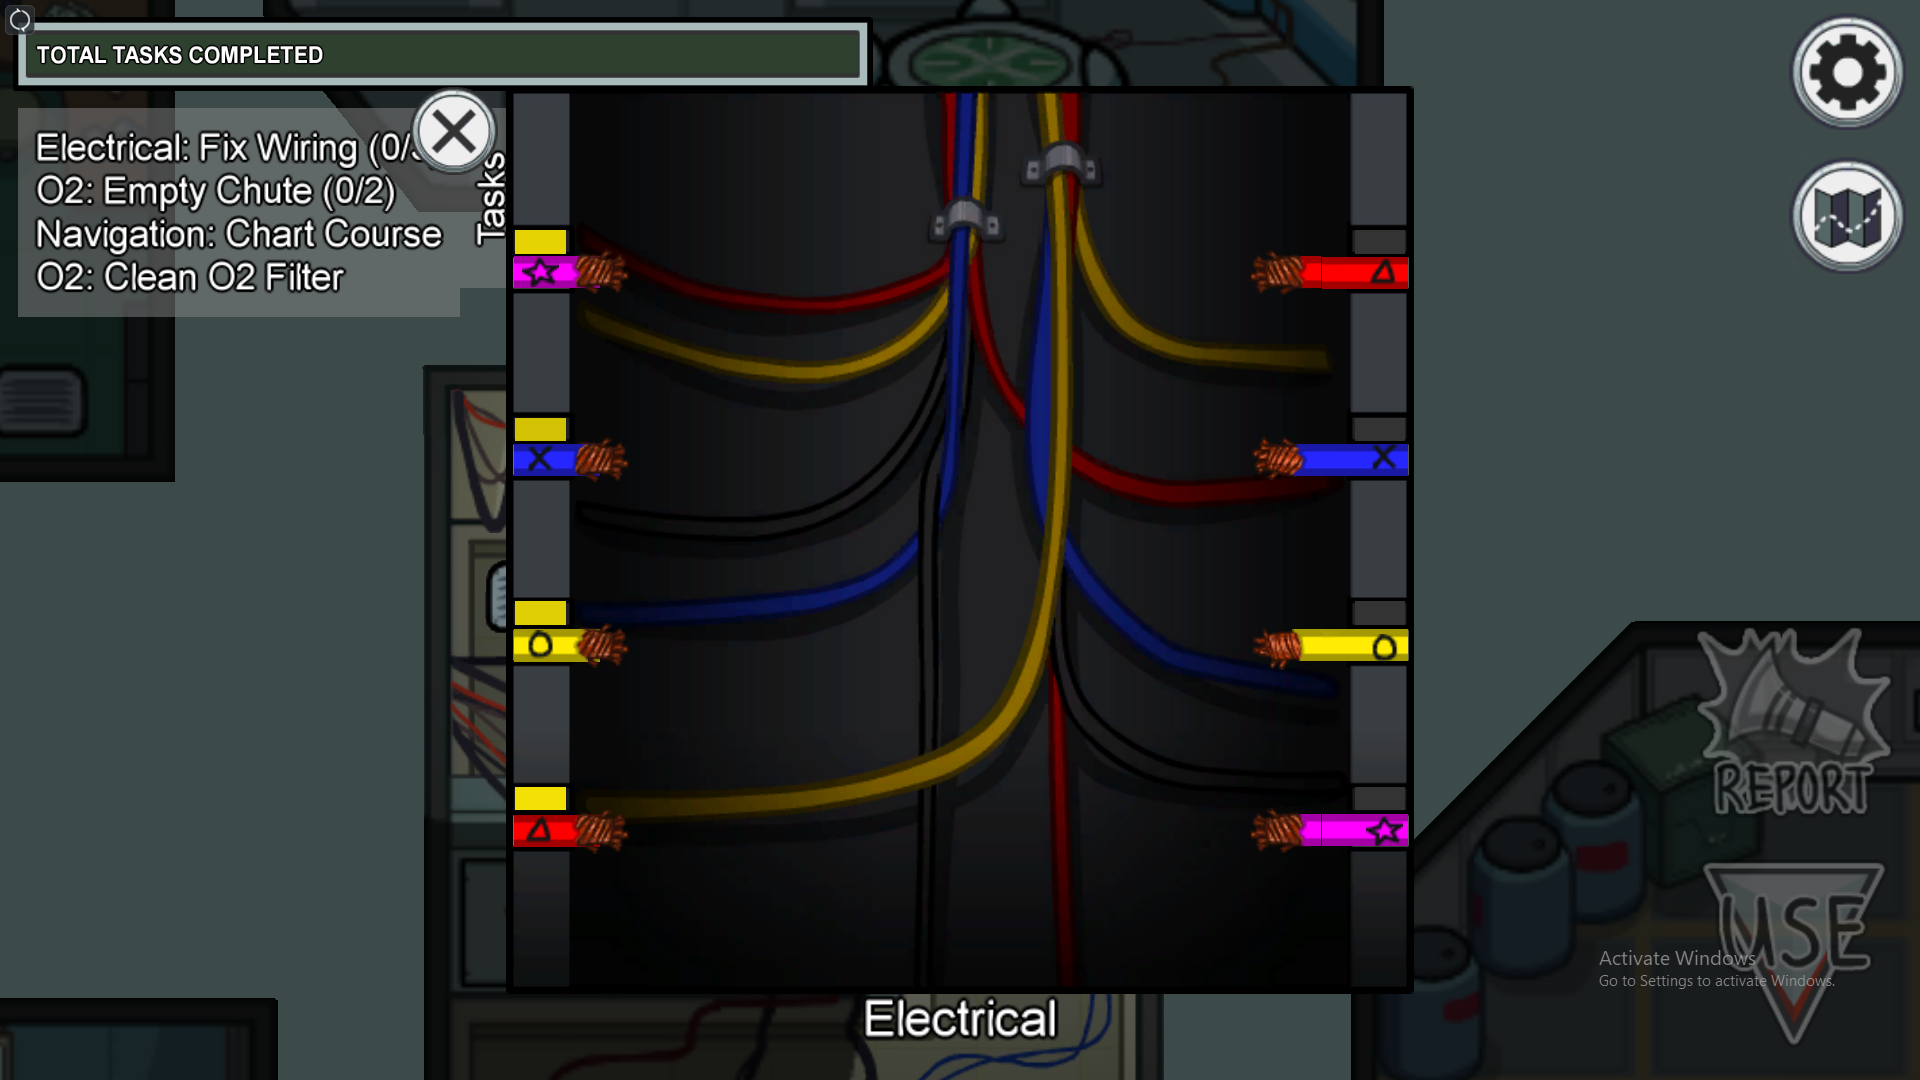 TOTAL TASKS COMPLETED
Electrical: Fix Wiring (0/
O2: Empty Chute (0/2)
Navigation: Chart Course
O2: Clean O2 Filter
Tasks
REPORT
USE
Activate Windows
Go to Settings to activate Windows.
Electrical